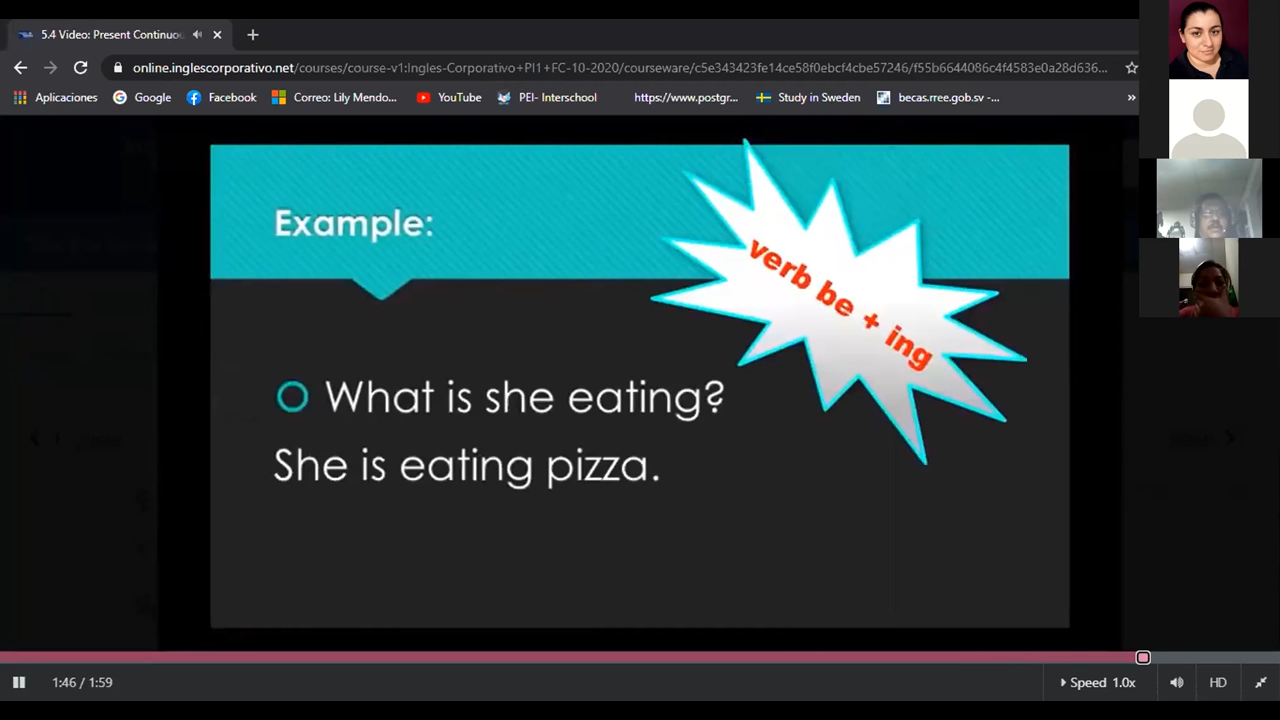 5.4 Video: Present Continuou
online.inglescorporativo.net/courses/course-v1:Ingles-Corporativo+PI1+FC-10-2020/courseware/c5e343423fe14ce58f0ebcf4cbe57246/f55b6644086c4f4583e0a28d636...
Aplicaciones Google Facebook Correo: Lily Mendo... YouTube PEI- Interschool https://www.postgr... Study in Sweden becas.rree.gob.sv -... »
Example:
verb be + ing
What is she eating?
She is eating pizza.
1:46 / 1:59 Speed 1.0x HD